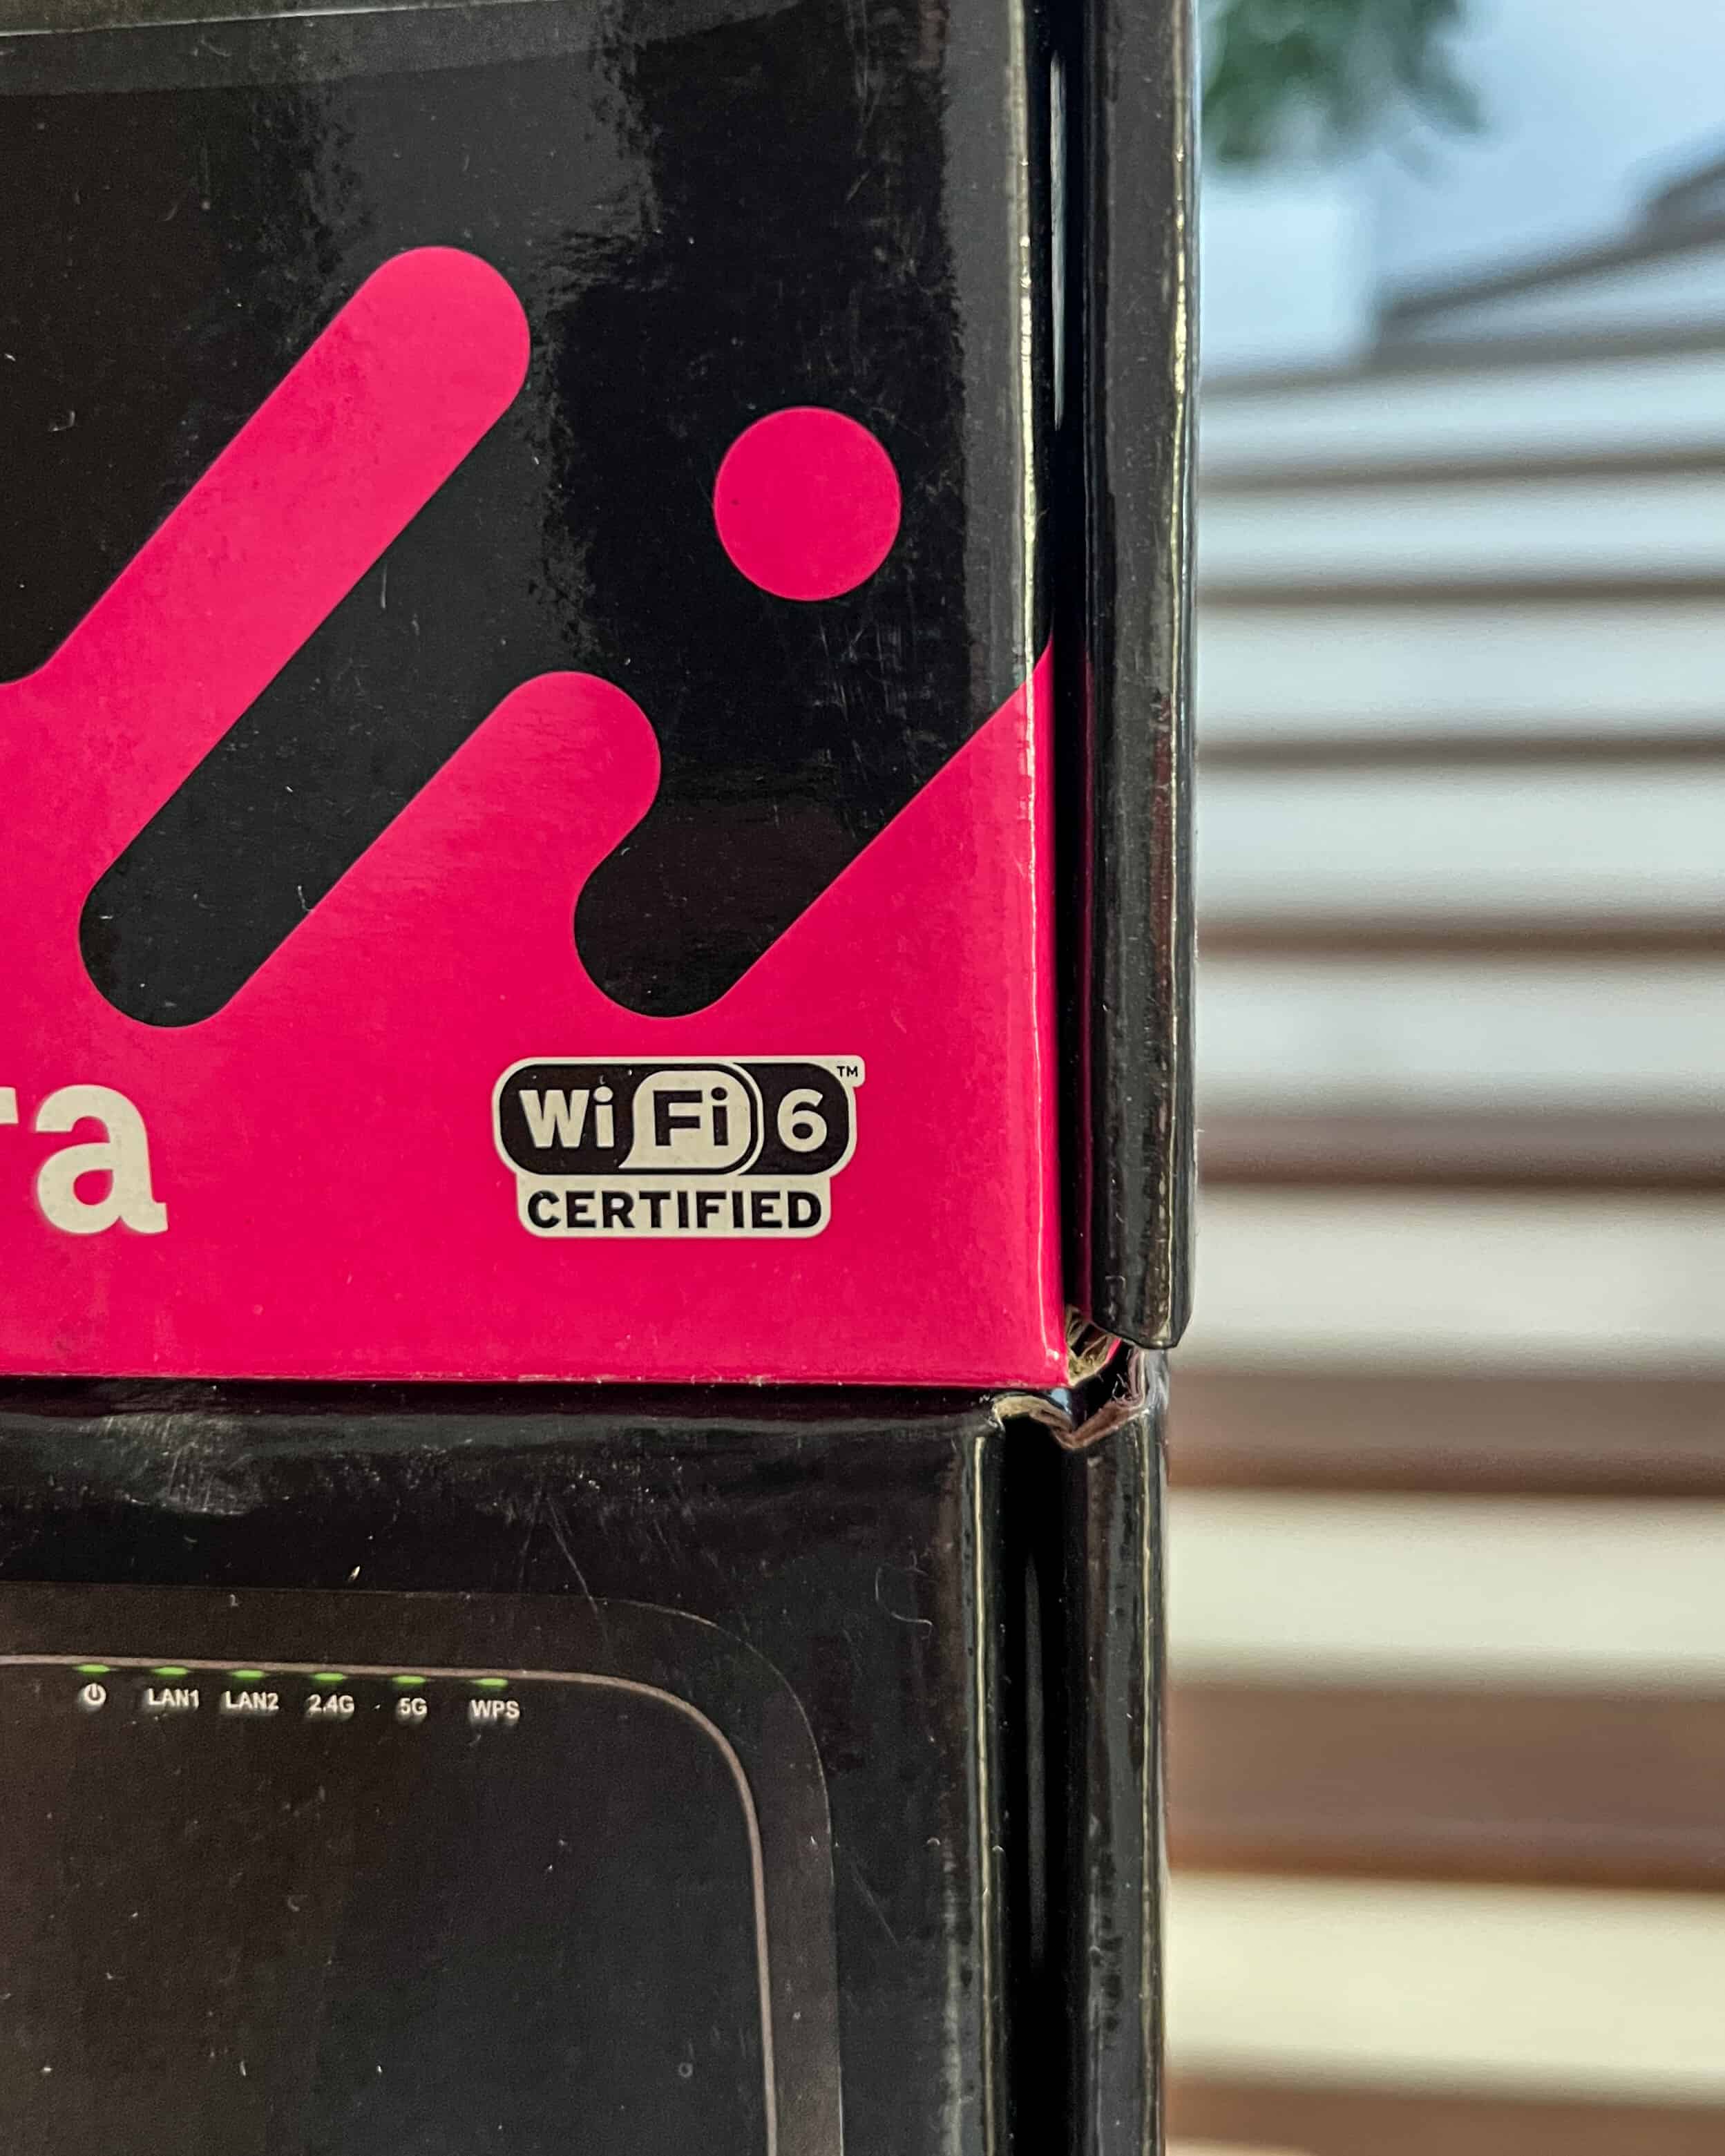 ra
Wi Fi 6 ™
CERTIFIED
LAN1 LAN2 2.4G 5G WPS